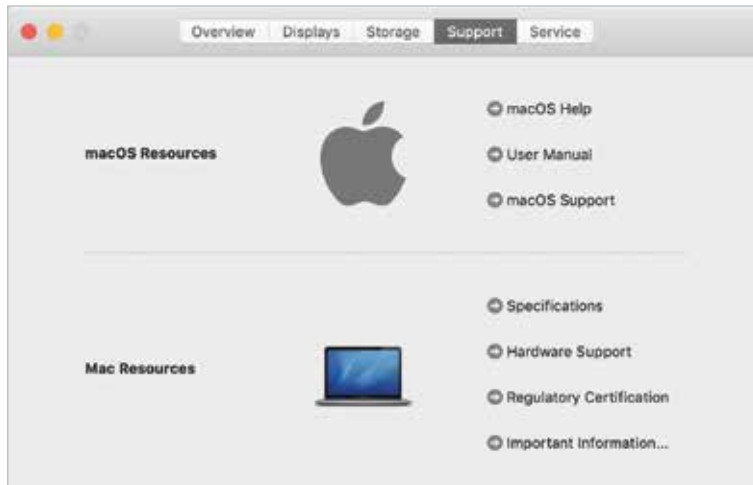 Overview Displays Storage Support Service
macOS Resources
macOS Help
User Manual
macOS Support
Mac Resources
Specifications
Hardware Support
Regulatory Certification
Important Information...